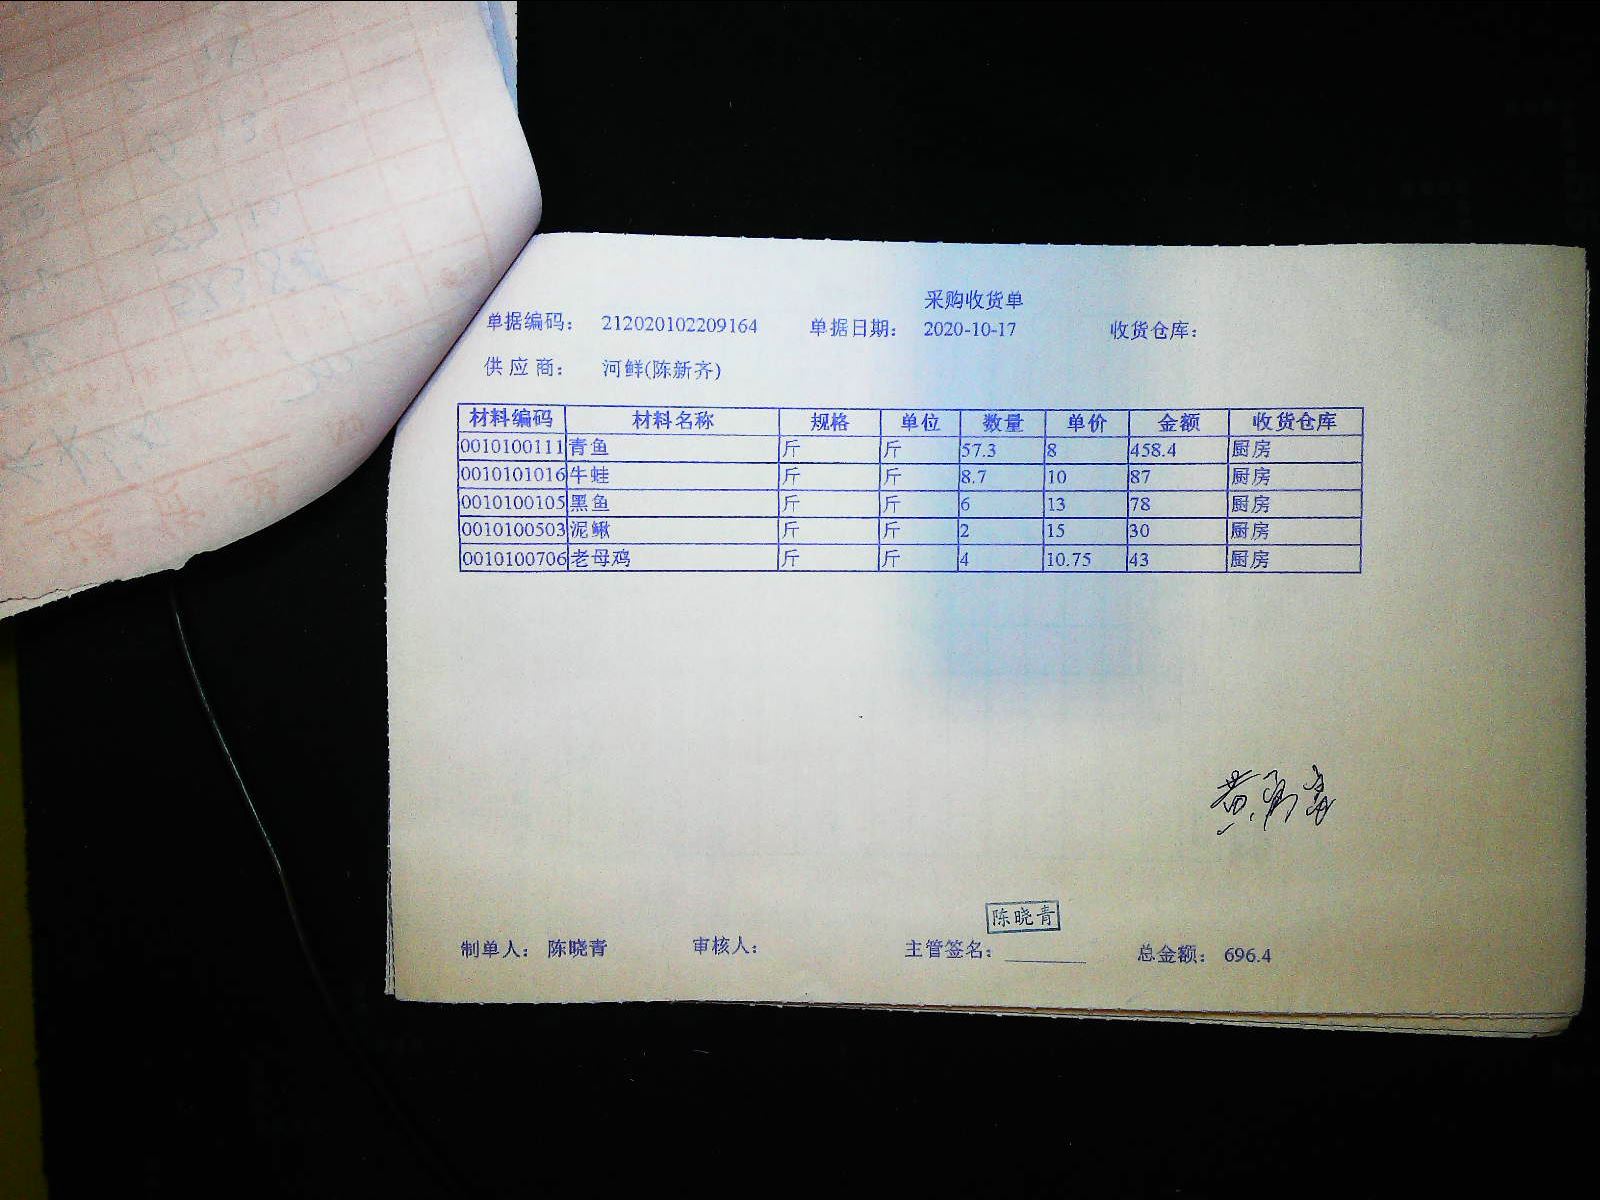 采购收货单
单据编码： 212020102209164 单据日期： 2020-10-17 收货仓库：
供 应 商： 河鲜(陈新齐)
材料编码 材料名称 规格 单位 数量 单价 金额 收货仓库
0010100111 青鱼 斤 斤 57.3 8 458.4 厨房
0010101016 牛蛙 斤 斤 8.7 10 87 厨房
0010100105 黑鱼 斤 斤 6 13 78 厨房
0010100503 泥鳅 斤 斤 2 15 30 厨房
0010100706 老母鸡 斤 斤 4 10.75 43 厨房
陈晓青
制单人： 陈晓青 审核人： 主管签名： 总金额： 696.4